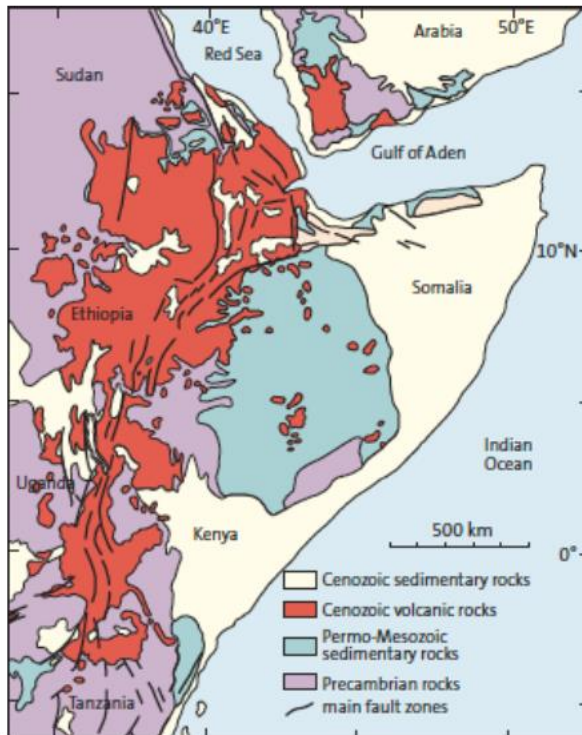 40°E
50°E
Red Sea
Arabia
Sudan
Gulf of Aden
10°N
Somalia
Ethiopia
Indian
Ocean
Uganda
Kenya
500 km
0°
Cenozoic sedimentary rocks
Cenozoic volcanic rocks
Permo-Mesozoic
sedimentary rocks
Precambrian rocks
Tanzania
main fault zones